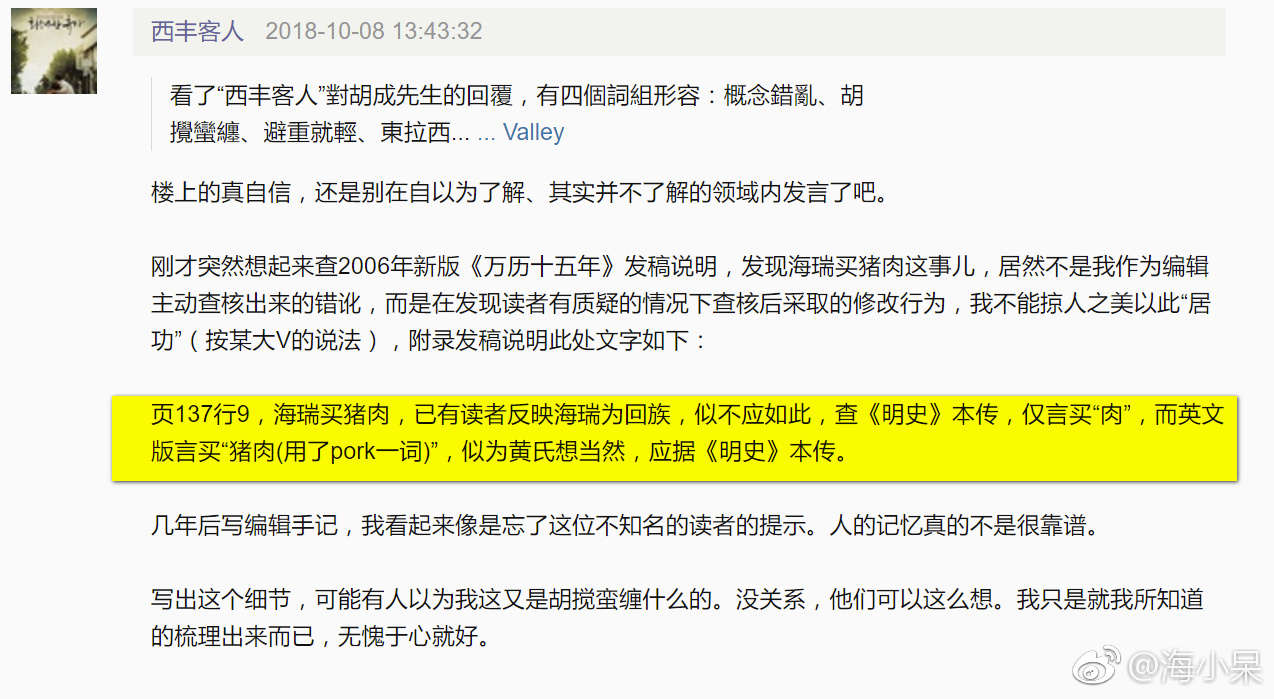 西丰客人 2018-10-08 13:43:32
看了“西丰客人”對胡成先生的回覆，有四個詞組形容：概念錯亂、胡
攪蠻纏、避重就輕、東拉西... ... Valley
楼上的真自信，还是别在自以为了解、其实并不了解的领域内发言了吧。
刚才突然想起来查2006年新版《万历十五年》发稿说明，发现海瑞买猪肉这事儿，居然不是我作为编辑
主动查核出来的错讹，而是在发现读者有质疑的情况下查核后采取的修改行为，我不能掠人之美以此“居
功”（按某大V的说法），附录发稿说明此处文字如下：
页137行9，海瑞买猪肉，已有读者反映海瑞为回族，似不应如此，查《明史》本传，仅言买“肉”，而英文
版言买“猪肉(用了pork一词)”，似为黄氏想当然，应据《明史》本传。
几年后写编辑手记，我看起来像是忘了这位不知名的读者的提示。人的记忆真的不是很靠谱。
写出这个细节，可能有人以为我这又是胡搅蛮缠什么的。没关系，他们可以这么想。我只是就我所知道
的梳理出来而已，无愧于心就好。
@海小呆